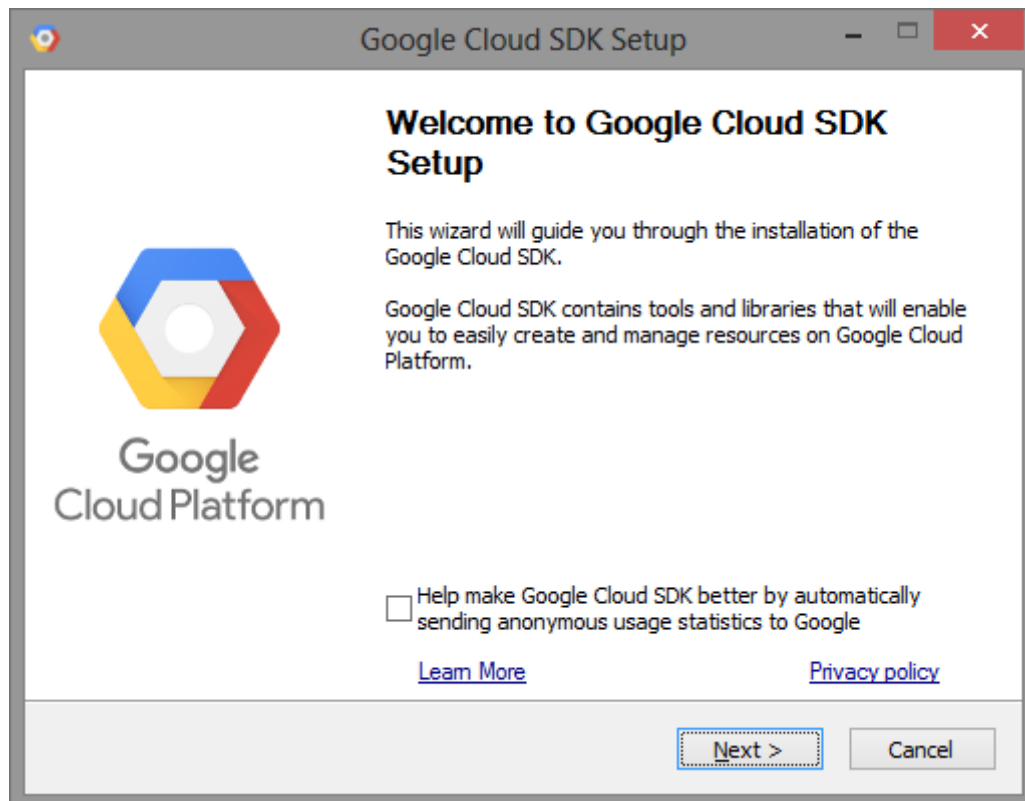 Google Cloud SDK Setup
Welcome to Google Cloud SDK
Setup
This wizard will guide you through the installation of the
Google Cloud SDK.
Google Cloud SDK contains tools and libraries that will enable
you to easily create and manage resources on Google Cloud
Platform.
Google
Cloud Platform
Help make Google Cloud SDK better by automatically
sending anonymous usage statistics to Google
Learn More
Privacy policy
Next >
Cancel